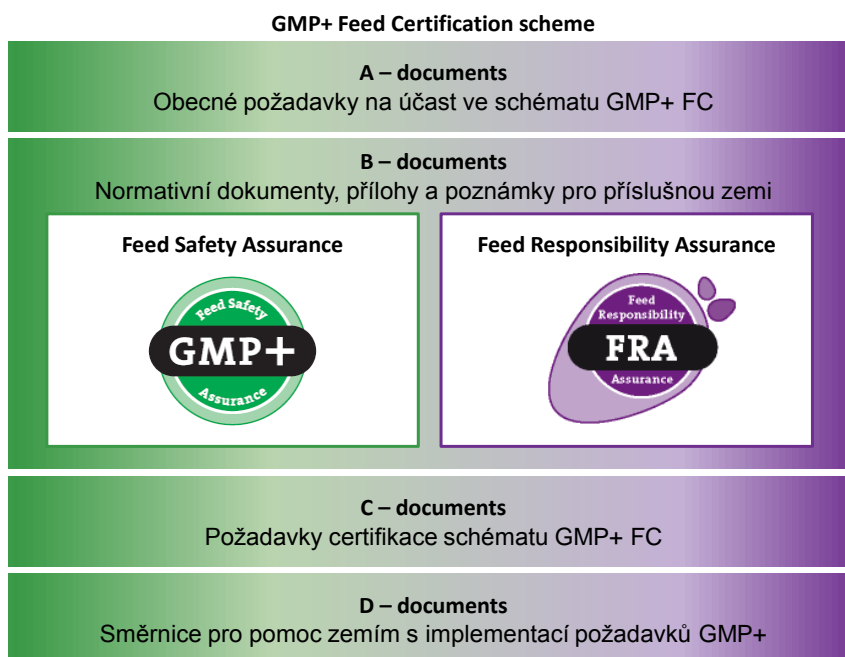 GMP+ Feed Certification scheme
A – documents
Obecné požadavky na účast ve schématu GMP+ FC
B – documents
Normativní dokumenty, přílohy a poznámky pro příslušnou zemi
Feed Safety Assurance
Feed Safety
GMP+
Assurance
Feed Responsibility Assurance
Feed
Responsibility
FRA
Assurance
C – documents
Požadavky certifikace schématu GMP+ FC
D – documents
Směrnice pro pomoc zemím s implementací požadavků GMP+